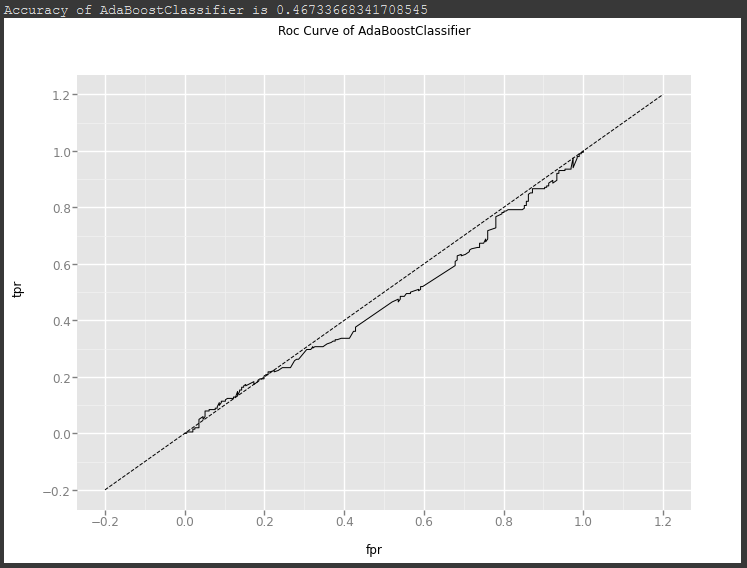 Accuracy of AdaBoostClassifier is 0.46733668341708545
Roc Curve of AdaBoostClassifier
1.2
1.0
0.8
0.6
0.4
0.2
0.0
−0.2
tpr
−0.2 0.0 0.2 0.4 0.6 0.8 1.0 1.2
fpr